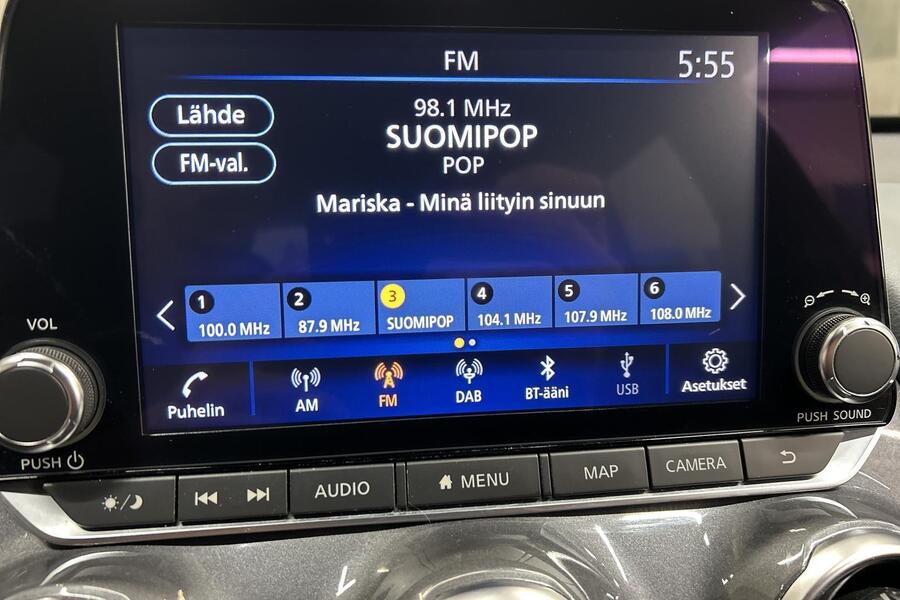 FM
5:55
Lähde
98.1 MHz
SUOMIPOP
FM-val.
POP
Mariska - Minä liityin sinuun
1 2 3 4 5 6
100.0 MHz 87.9 MHz SUOMIPOP 104.1 MHz 107.9 MHz 108.0 MHz
Puhelin AM FM DAB BT-ääni USB Asetukset
VOL
PUSH
PUSH SOUND
AUDIO MENU MAP CAMERA